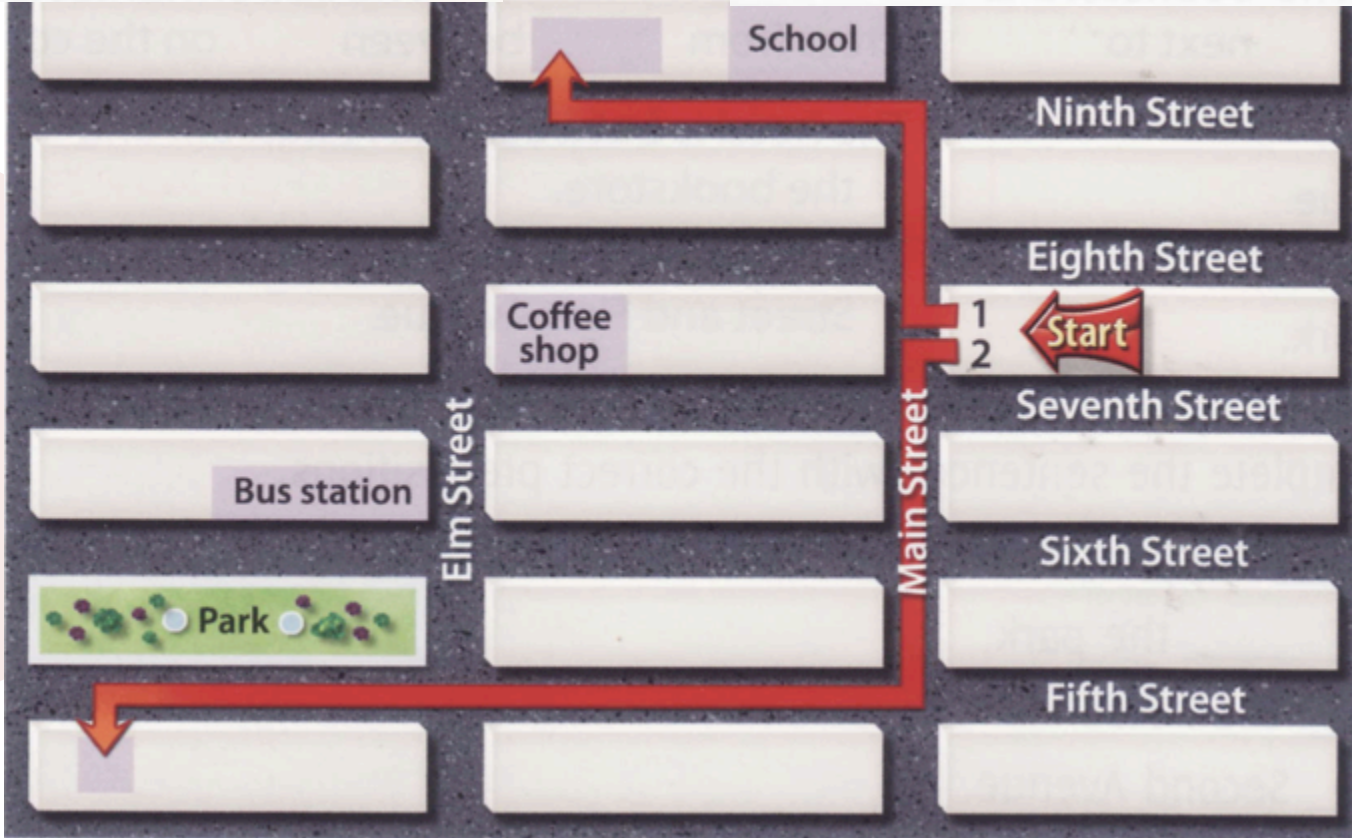 School
Ninth Street
Eighth Street
Coffee
shop
1
Start
2
Seventh Street
Elm Street
Main Street
Bus station
Sixth Street
Park
Fifth Street